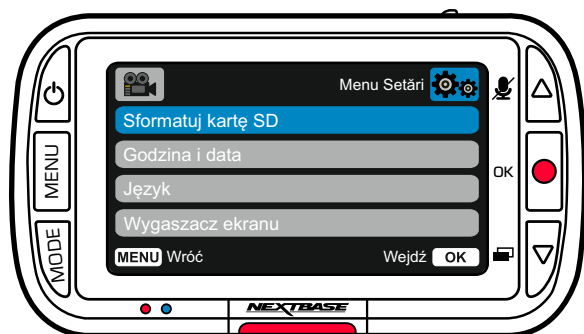 Menu Setări
Sformatuj kartę SD
Godzina i data
Język
Wygaszacz ekranu
MENU Wróć
Wejdź OK
MENU
MODE
OK
NEXTBASE